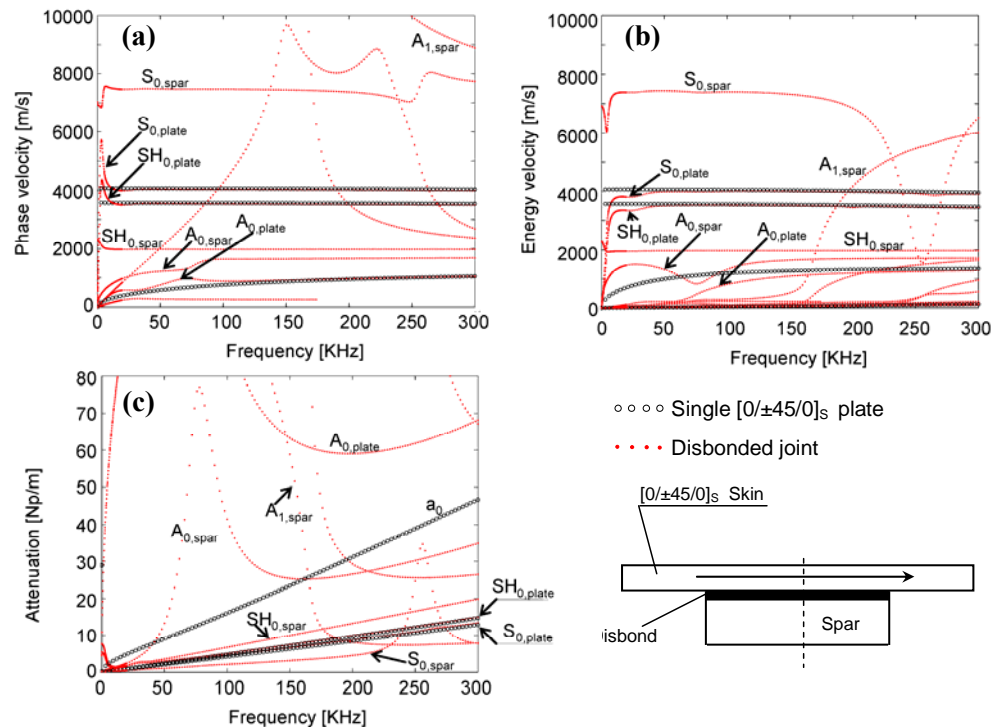 (a)
10000
8000
6000
4000
2000
0
Phase velocity [m/s]
A1,spar
S0,spar
S0,plate
SH0,plate
SH0,spar
A0,spar
A0,plate
0 50 100 150 200 250 300
Frequency [KHz]
(b)
10000
8000
6000
4000
2000
0
Energy velocity [m/s]
S0,spar
A1,spar
S0,plate
SH0,plate
A0,spar
A0,plate
SH0,spar
0 50 100 150 200 250 300
Frequency [KHz]
(c)
80
70
60
50
40
30
20
10
0
Attenuation [Np/m]
A0,plate
A1,spar
a0
A0,spar
SH0,plate
SH0,spar
S0,plate
S0,spar
0 50 100 150 200 250 300
Frequency [KHz]
Single [0/±45/0]S plate
Disbonded joint
[0/±45/0]S Skin
isbond
Spar